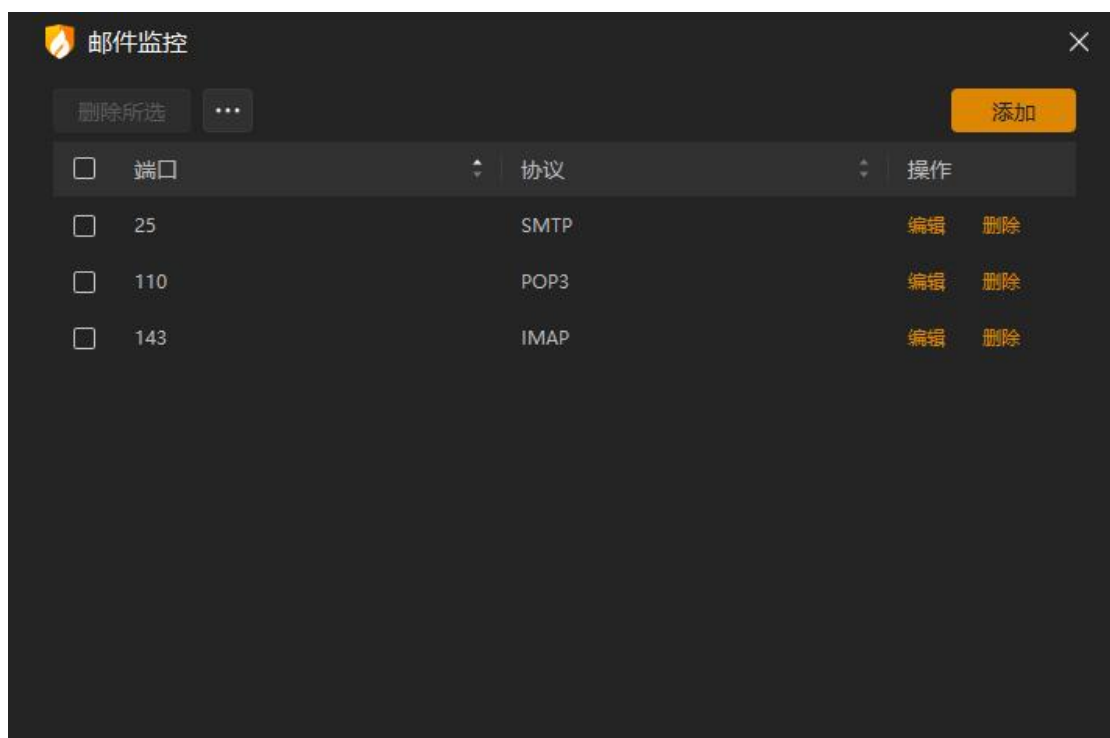 邮件监控
删除所选 ··· 添加
端口 协议 操作
25 SMTP 编辑 删除
110 POP3 编辑 删除
143 IMAP 编辑 删除